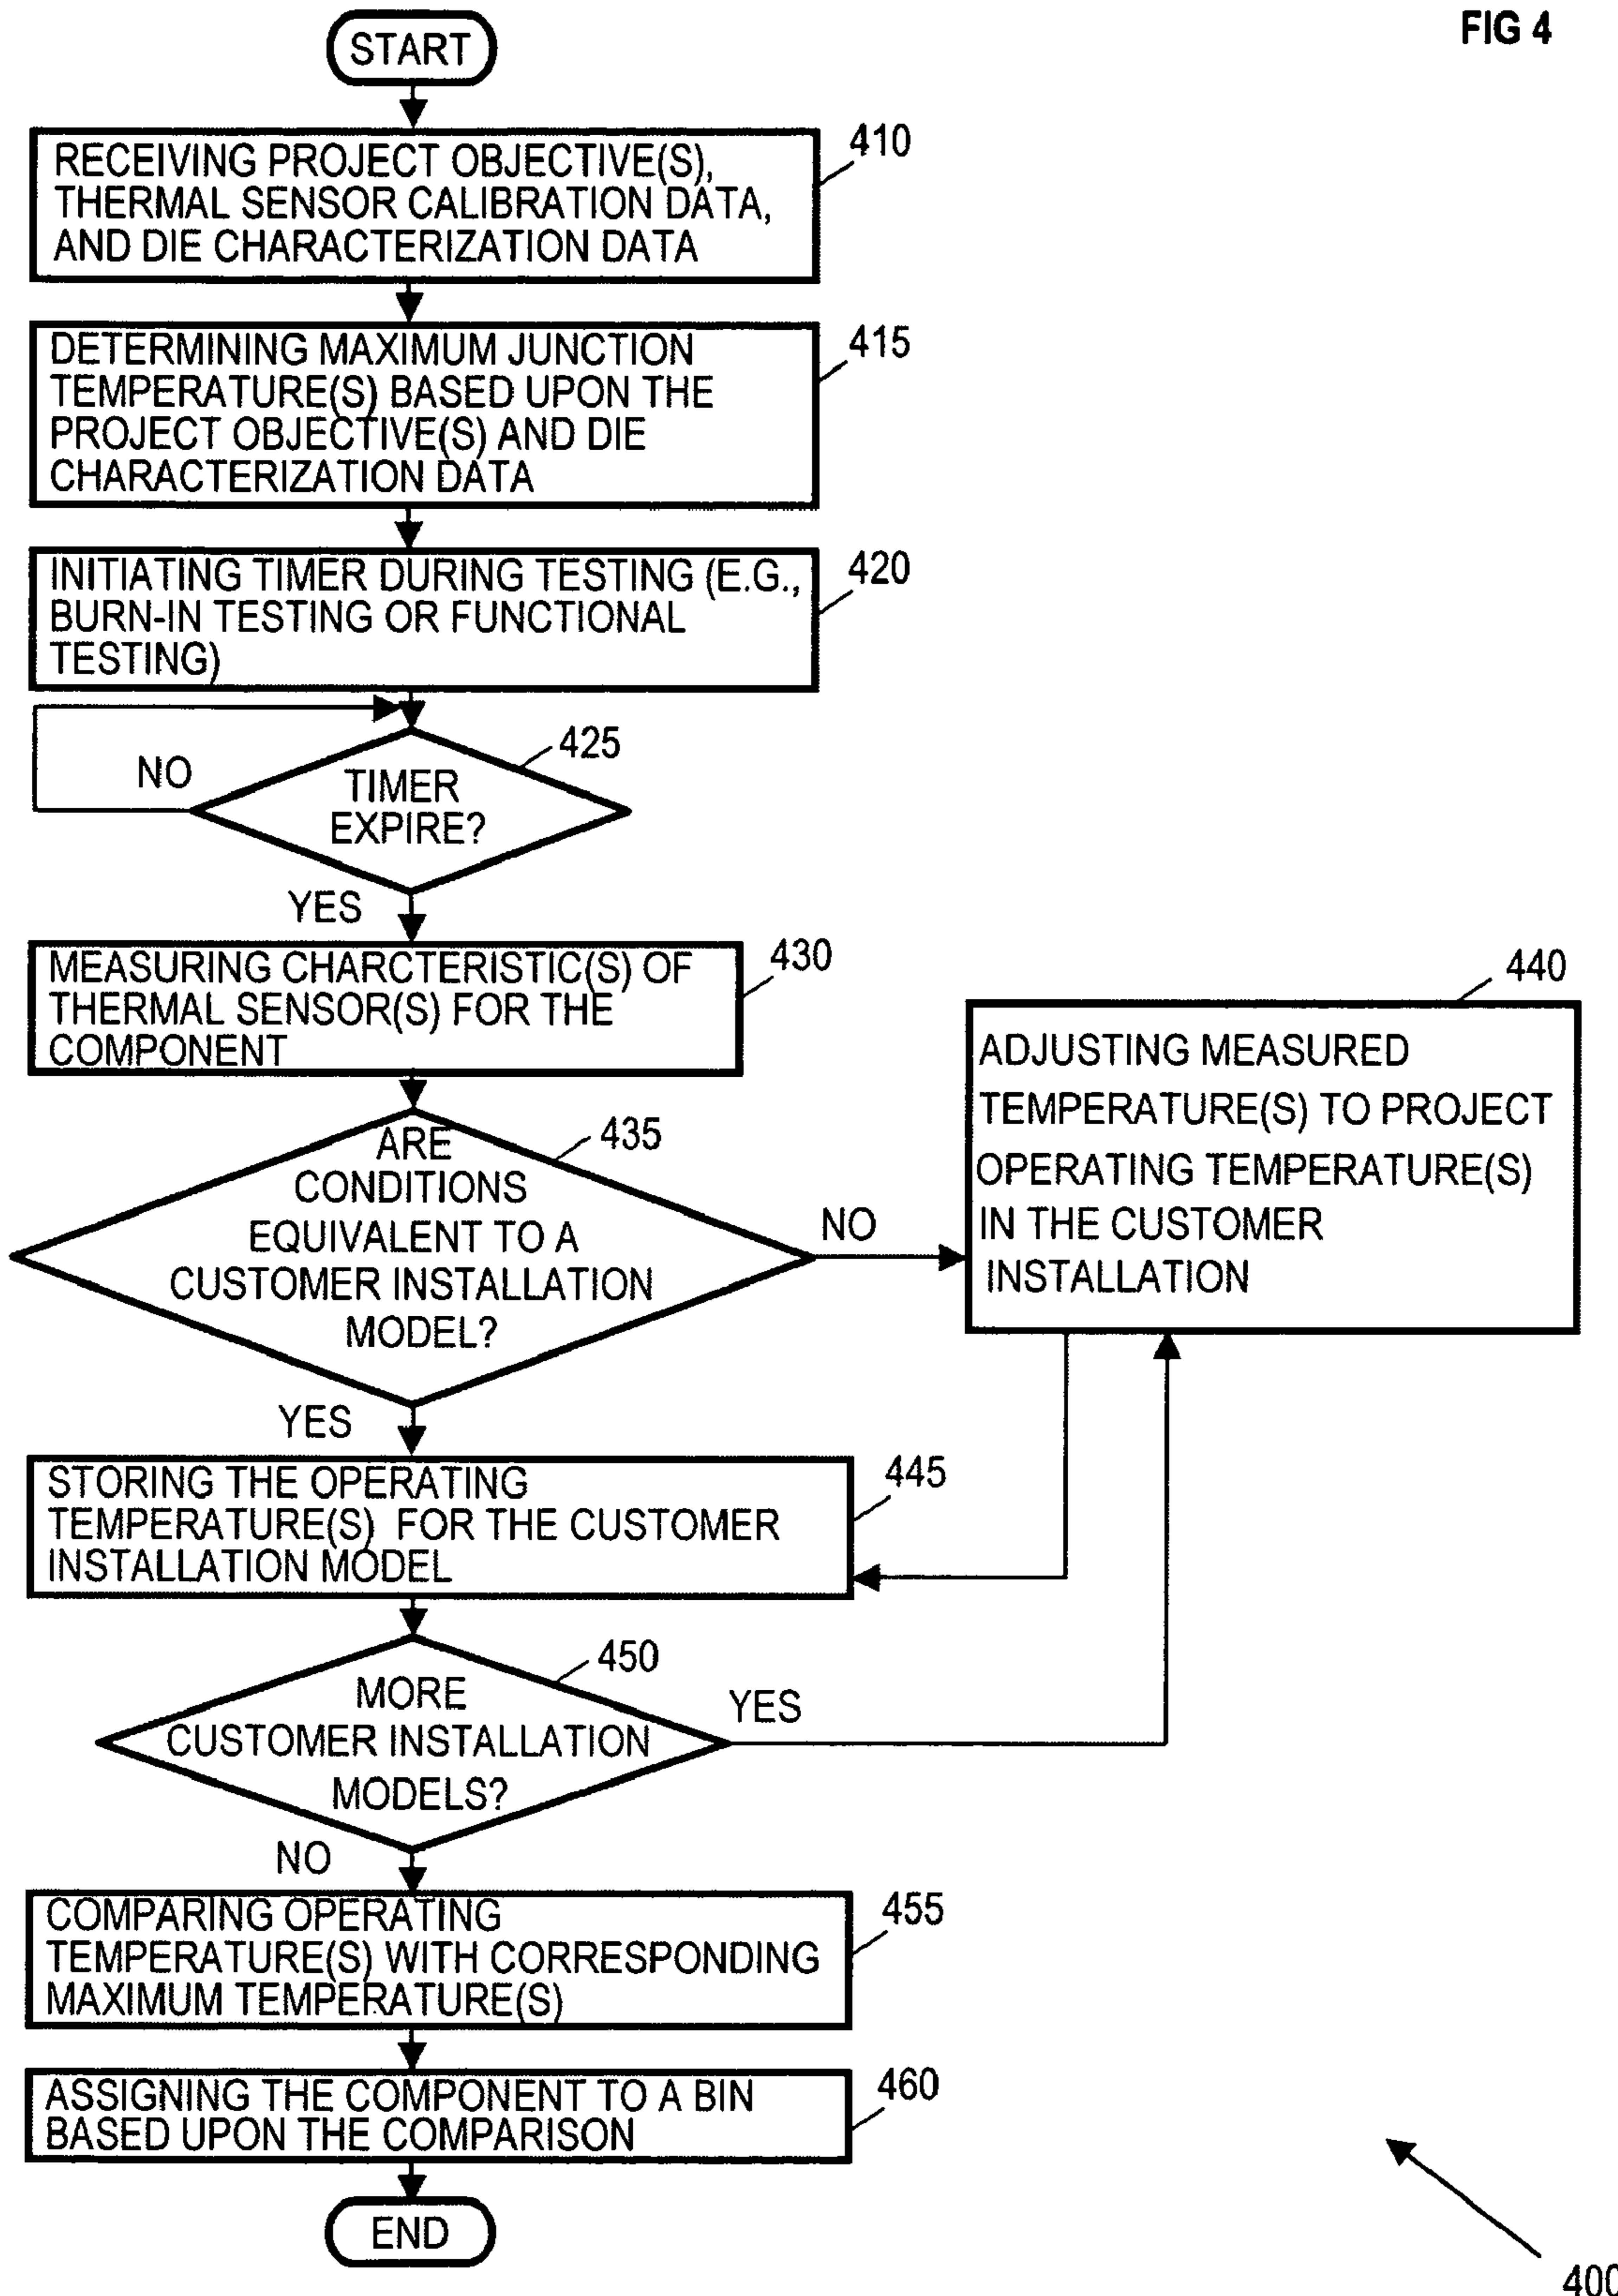 FIG 4
START
410
RECEIVING PROJECT OBJECTIVE(S),
THERMAL SENSOR CALIBRATION DATA,
AND DIE CHARACTERIZATION DATA
415
DETERMINING MAXIMUM JUNCTION
TEMPERATURE(S) BASED UPON THE
PROJECT OBJECTIVE(S) AND DIE
CHARACTERIZATION DATA
420
INITIATING TIMER DURING TESTING (E.G.,
BURN-IN TESTING OR FUNCTIONAL
TESTING)
425
NO
TIMER
EXPIRE?
YES
430
MEASURING CHARCTERISTIC(S) OF
THERMAL SENSOR(S) FOR THE
COMPONENT
435
ARE
CONDITIONS
EQUIVALENT TO A
CUSTOMER INSTALLATION
MODEL?
NO
440
ADJUSTING MEASURED
TEMPERATURE(S) TO PROJECT
OPERATING TEMPERATURE(S)
IN THE CUSTOMER
INSTALLATION
YES
445
STORING THE OPERATING
TEMPERATURE(S) FOR THE CUSTOMER
INSTALLATION MODEL
450
MORE
CUSTOMER INSTALLATION
MODELS?
YES
NO
455
COMPARING OPERATING
TEMPERATURE(S) WITH CORRESPONDING
MAXIMUM TEMPERATURE(S)
460
ASSIGNING THE COMPONENT TO A BIN
BASED UPON THE COMPARISON
END
400